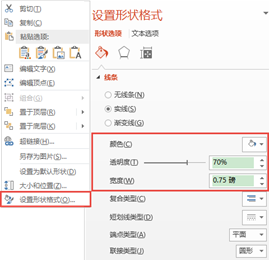 剪切(T)
复制(C)
粘贴选项:
编辑文字(X)
编辑顶点(E)
组合(G)
置于顶层(R)
置于底层(K)
超链接(H)...
另存为图片(S)...
设置为默认形状(D)
大小和位置(Z)...
设置形状格式(O)...
设置形状格式
形状选项 文本选项
线条
无线条(N)
实线(S)
渐变线(G)
颜色(C)
透明度(T) 70%
宽度(W) 0.75 磅
复合类型(C)
短划线类型(D)
端点类型(A) 平面
联接类型(J) 圆形